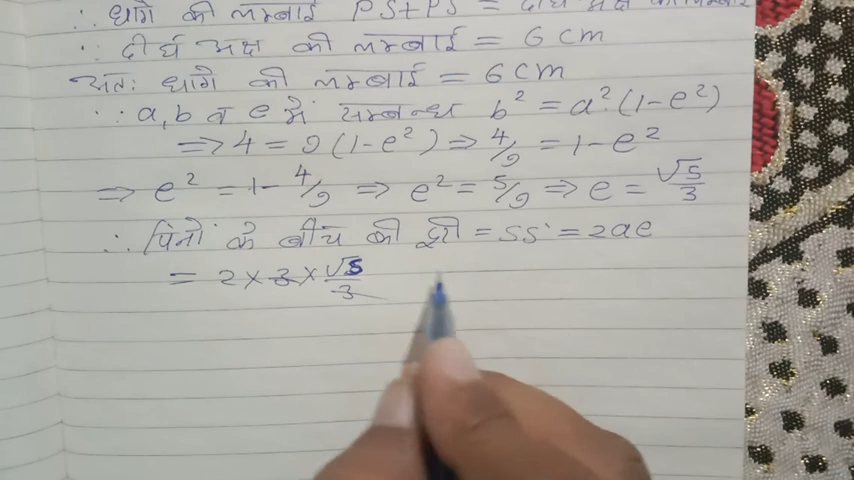 ∴ धागे की लम्बाई PS+PS' = दीर्घ अक्ष की लम्बाई
∵ दीर्घ अक्ष की लम्बाई = 6 cm
अतः धागे की लम्बाई = 6 cm
∵ a, b व e में सम्बन्ध b² = a²(1-e²)
⇒ 4 = 9(1-e²) ⇒ 4/9 = 1-e²
⇒ e² = 1-4/9 ⇒ e² = 5/9 ⇒ e = √5/3
∴ पिनों के बीच की दूरी = SS' = 2ae
= 2×3×√5/3